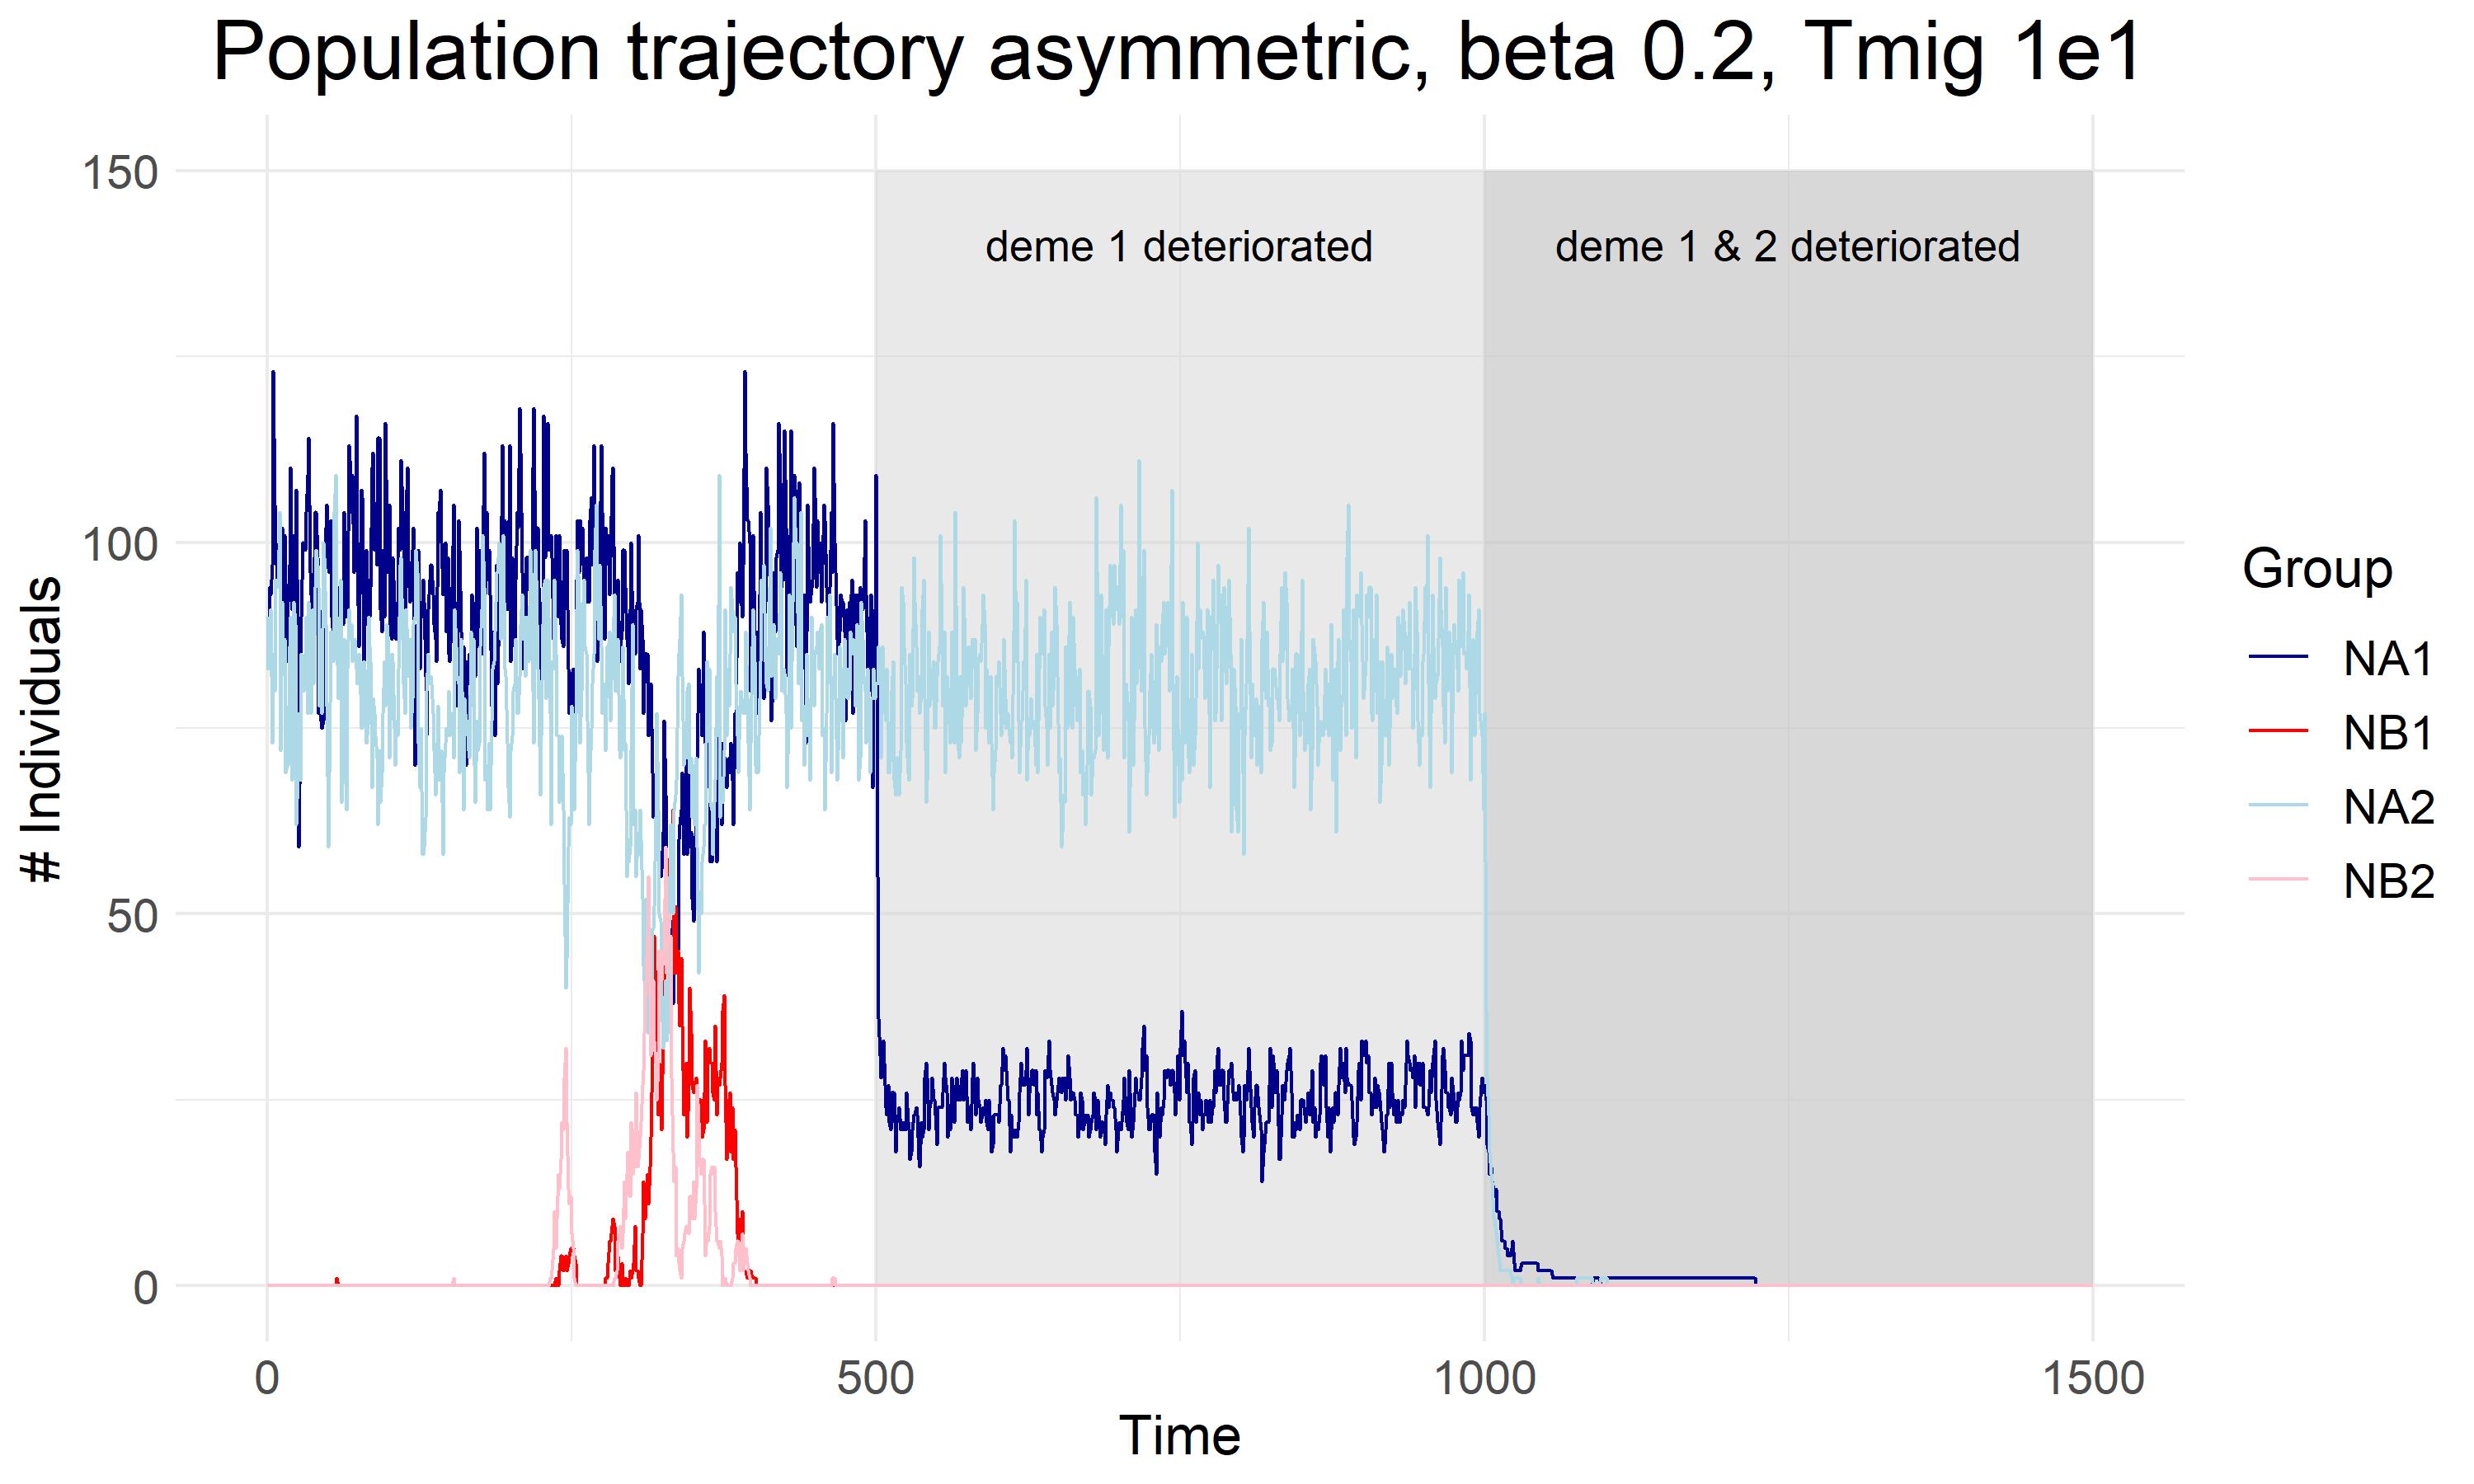 Population trajectory asymmetric, beta 0.2, Tmig 1e1
150
100
50
0
# Individuals
deme 1 deteriorated
deme 1 & 2 deteriorated
0
500
1000
1500
Time
Group
NA1
NB1
NA2
NB2